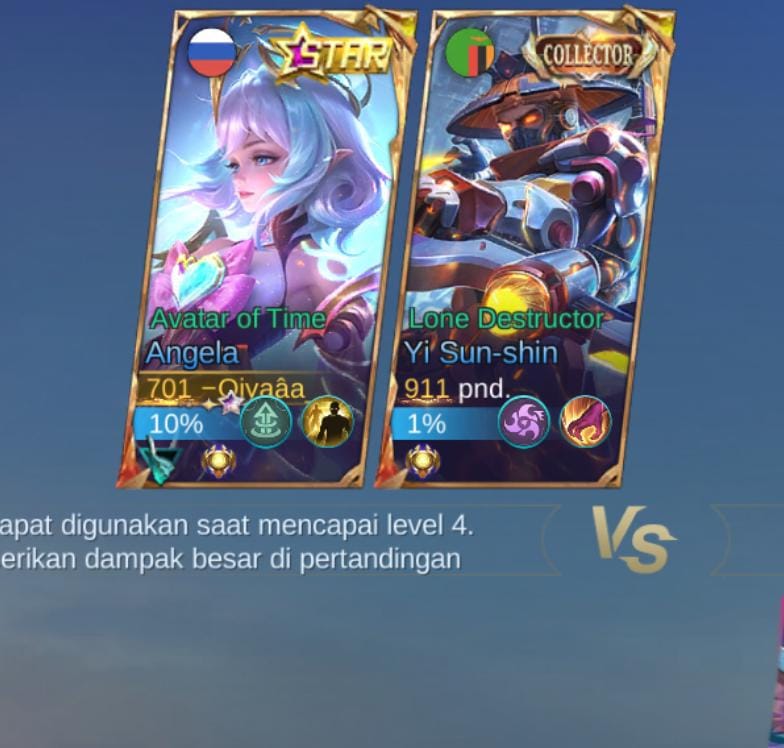 STAR
Avatar of Time
Angela
701 –Qiyaâa
10%
COLLECTOR
Lone Destructor
Yi Sun-shin
911 pnd.
1%
apat digunakan saat mencapai level 4.
erikan dampak besar di pertandingan
Vs